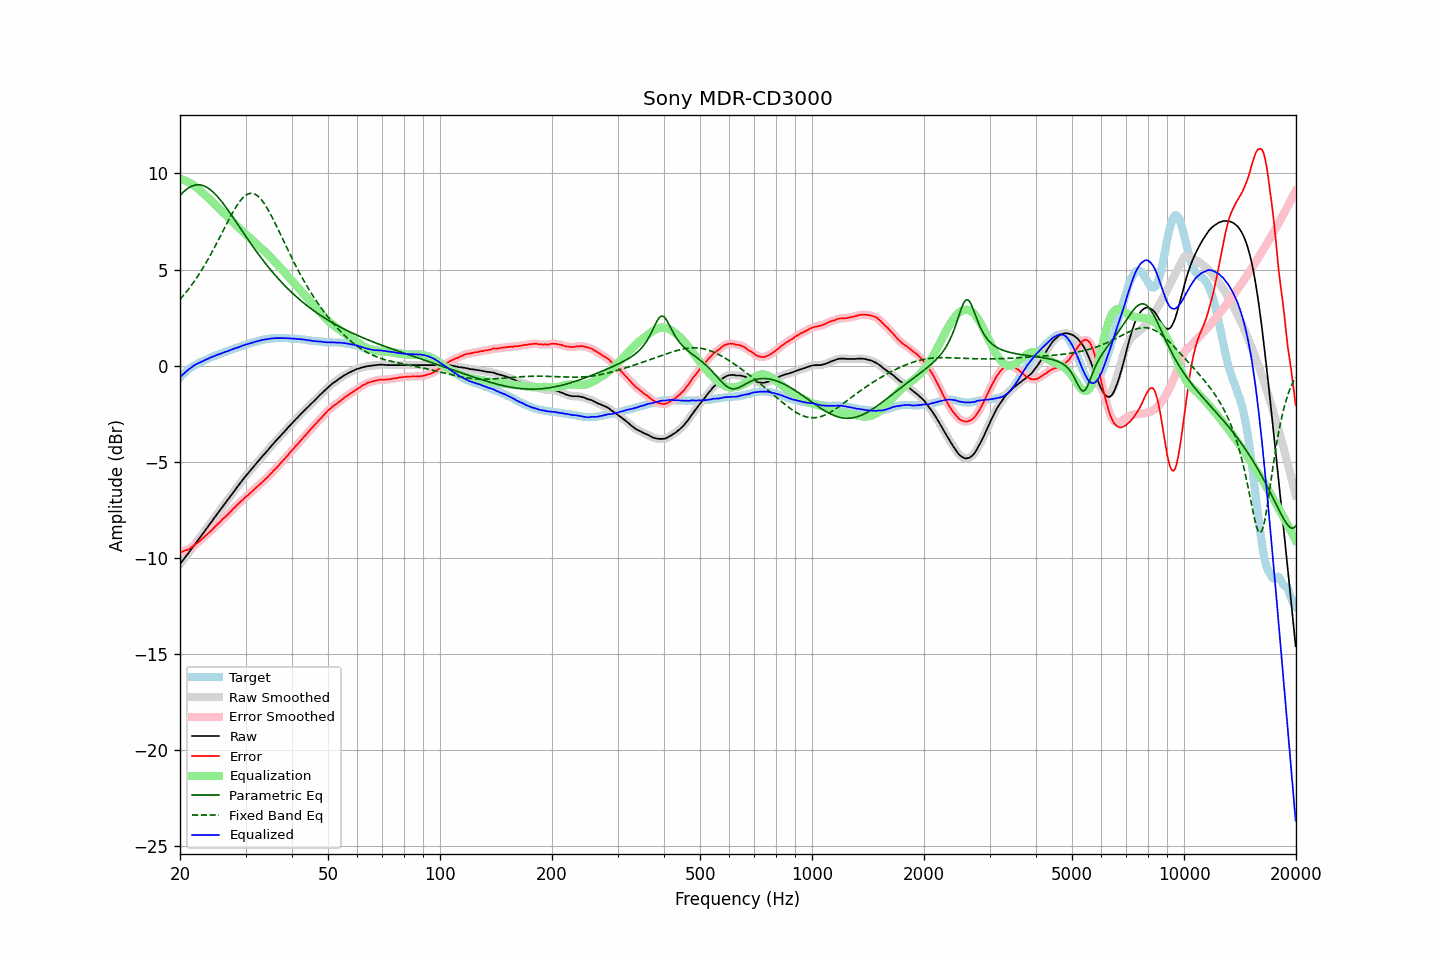 Sony MDR-CD3000
Amplitude (dBr)
10
5
0
−5
−10
−15
−20
−25
Target
Raw Smoothed
Error Smoothed
Raw
Error
Equalization
Parametric Eq
Fixed Band Eq
Equalized
20 50 100 200 500 1000 2000 5000 10000 20000
Frequency (Hz)